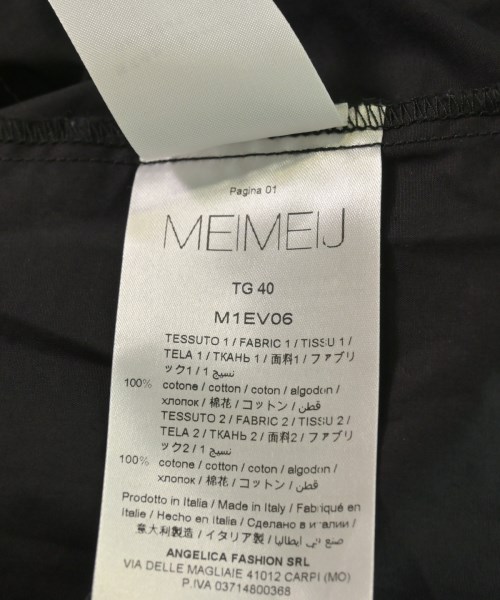 Pagina 01
MEIMEIJ
TG 40
M1EV06
TESSUTO 1 / FABRIC 1 / TISSU 1 /
TELA 1 / ТКАНЬ 1 / 面料1 / ファブリ
ック1 / نسيج 1
100% cotone / cotton / coton / algodon /
хлопок / 棉花 / コットン / قطن
TESSUTO 2 / FABRIC 2 / TISSU 2 /
TELA 2 / ТКАНЬ 2 / 面料2 / ファブリ
ック2 / نسيج 1
100% cotone / cotton / coton / algodon /
хлопок / 棉花 / コットン / قطن
Prodotto in Italia / Made in Italy / Fabriqué en
Italie / Hecho en Italia / Сделано в италии /
意大利製造 / イタリア製 / صنع في ايطاليا
ANGELICA FASHION SRL
VIA DELLE MAGLIAIE 41012 CARPI (MO)
P.IVA 03714800368